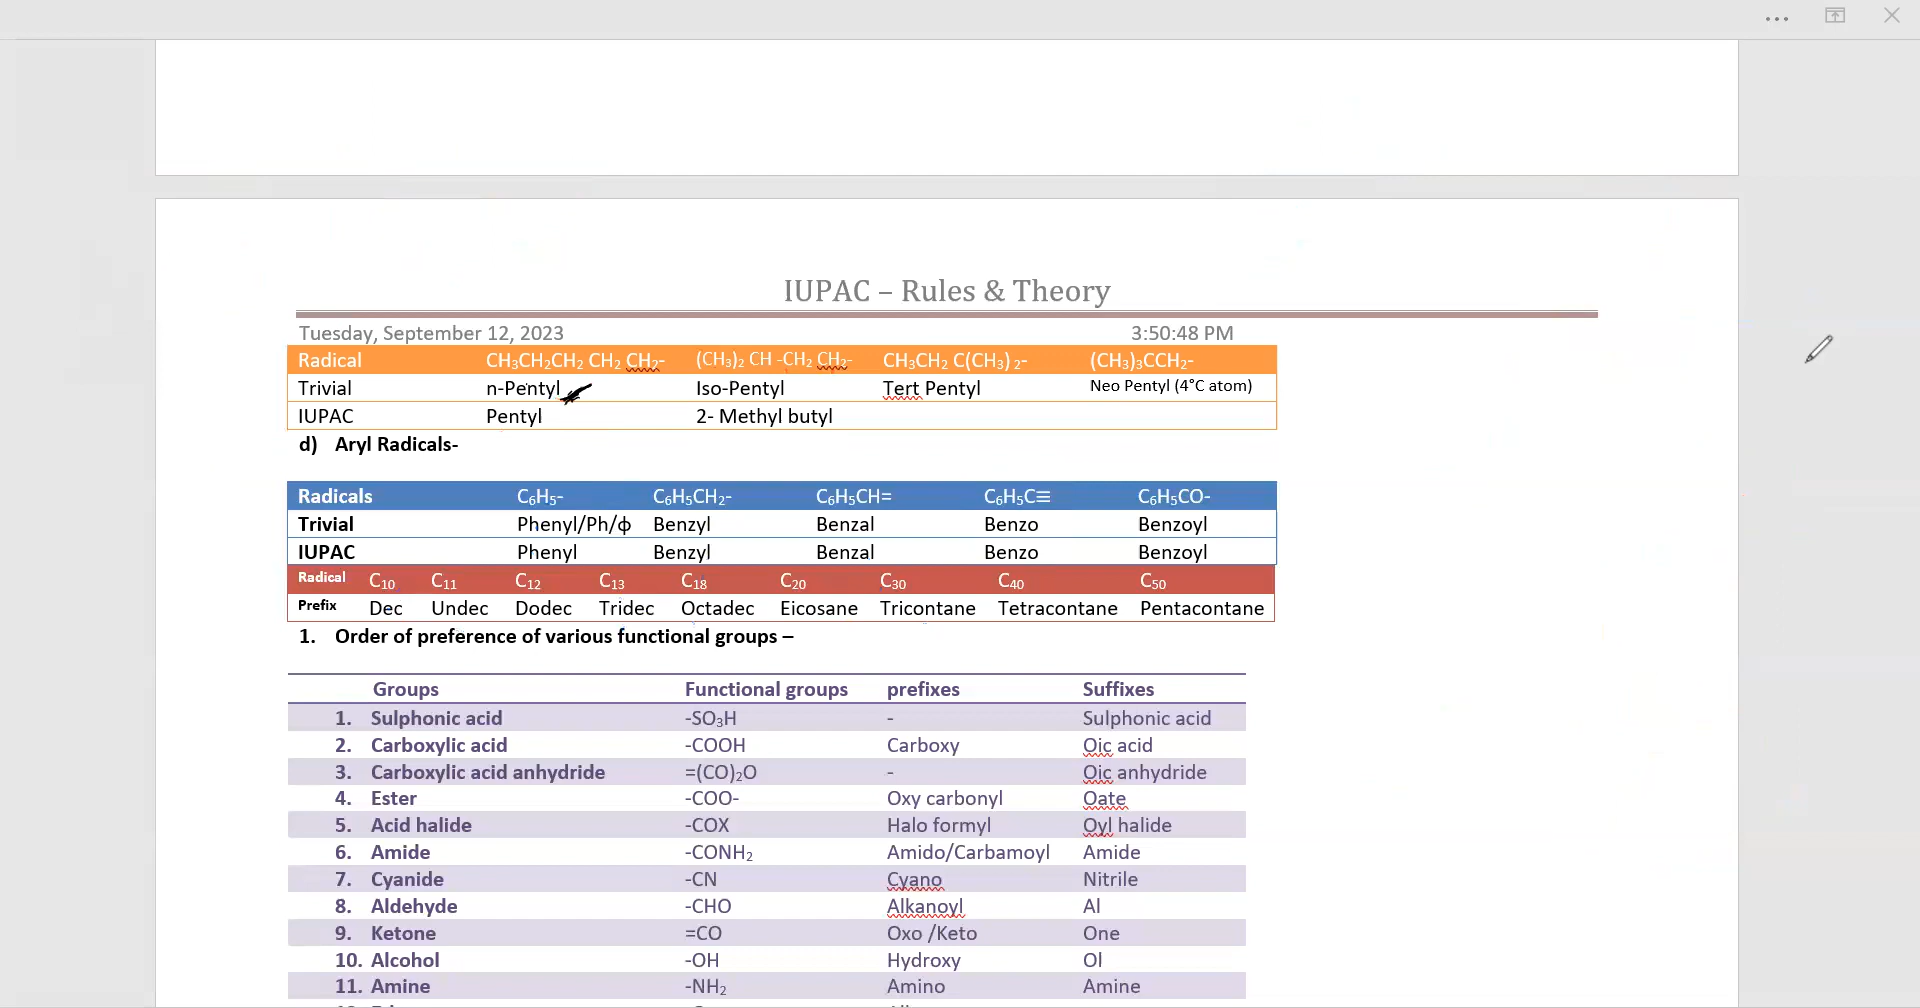 IUPAC – Rules & Theory
Tuesday, September 12, 2023 3:50:48 PM
Radical CH₃CH₂CH₂ CH₂ CH₂- (CH₃)₂ CH -CH₂ CH₂- CH₃CH₂ C(CH₃) ₂- (CH₃)₃CCH₂-
Trivial n-Pentyl Iso-Pentyl Tert Pentyl Neo Pentyl (4°C atom)
IUPAC Pentyl 2- Methyl butyl
d) Aryl Radicals-
Radicals C₆H₅- C₆H₅CH₂- C₆H₅CH= C₆H₅C≡ C₆H₅CO-
Trivial Phenyl/Ph/ф Benzyl Benzal Benzo Benzoyl
IUPAC Phenyl Benzyl Benzal Benzo Benzoyl
Radical C₁₀ C₁₁ C₁₂ C₁₃ C₁₈ C₂₀ C₃₀ C₄₀ C₅₀
Prefix Dec Undec Dodec Tridec Octadec Eicosane Tricontane Tetracontane Pentacontane
1. Order of preference of various functional groups –
Groups Functional groups prefixes Suffixes
1. Sulphonic acid -SO₃H - Sulphonic acid
2. Carboxylic acid -COOH Carboxy Oic acid
3. Carboxylic acid anhydride =(CO)₂O - Oic anhydride
4. Ester -COO- Oxy carbonyl Oate
5. Acid halide -COX Halo formyl Oyl halide
6. Amide -CONH₂ Amido/Carbamoyl Amide
7. Cyanide -CN Cyano Nitrile
8. Aldehyde -CHO Alkanoyl Al
9. Ketone =CO Oxo /Keto One
10. Alcohol -OH Hydroxy Ol
11. Amine -NH₂ Amino Amine